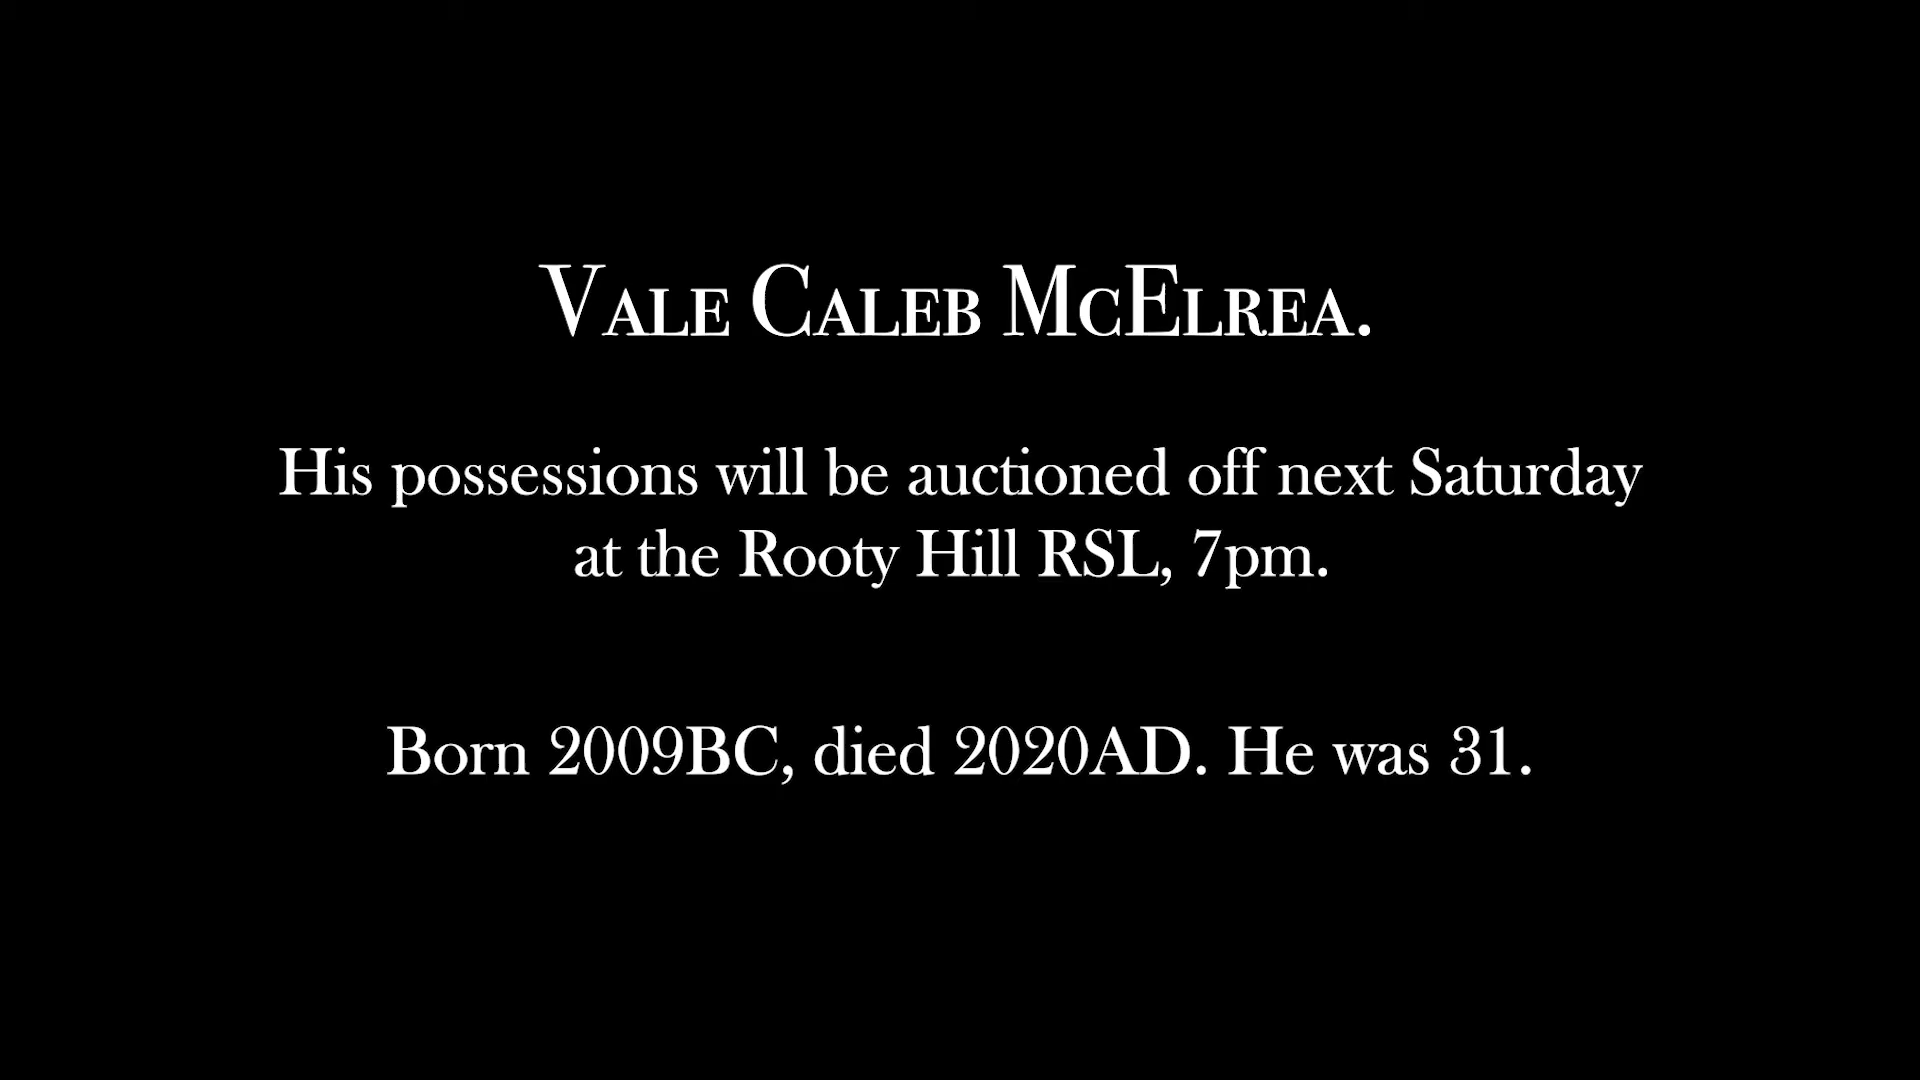 Vale Caleb McElrea.
His possessions will be auctioned off next Saturday
at the Rooty Hill RSL, 7pm.
Born 2009BC, died 2020AD. He was 31.